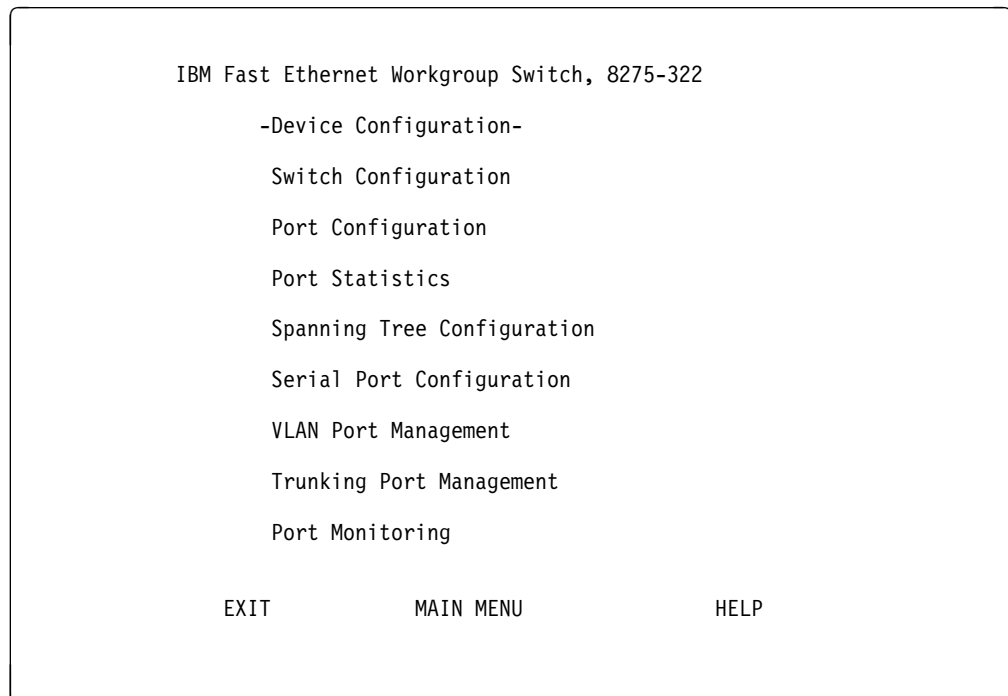 IBM Fast Ethernet Workgroup Switch, 8275-322
-Device Configuration-
Switch Configuration
Port Configuration
Port Statistics
Spanning Tree Configuration
Serial Port Configuration
VLAN Port Management
Trunking Port Management
Port Monitoring
EXIT MAIN MENU HELP